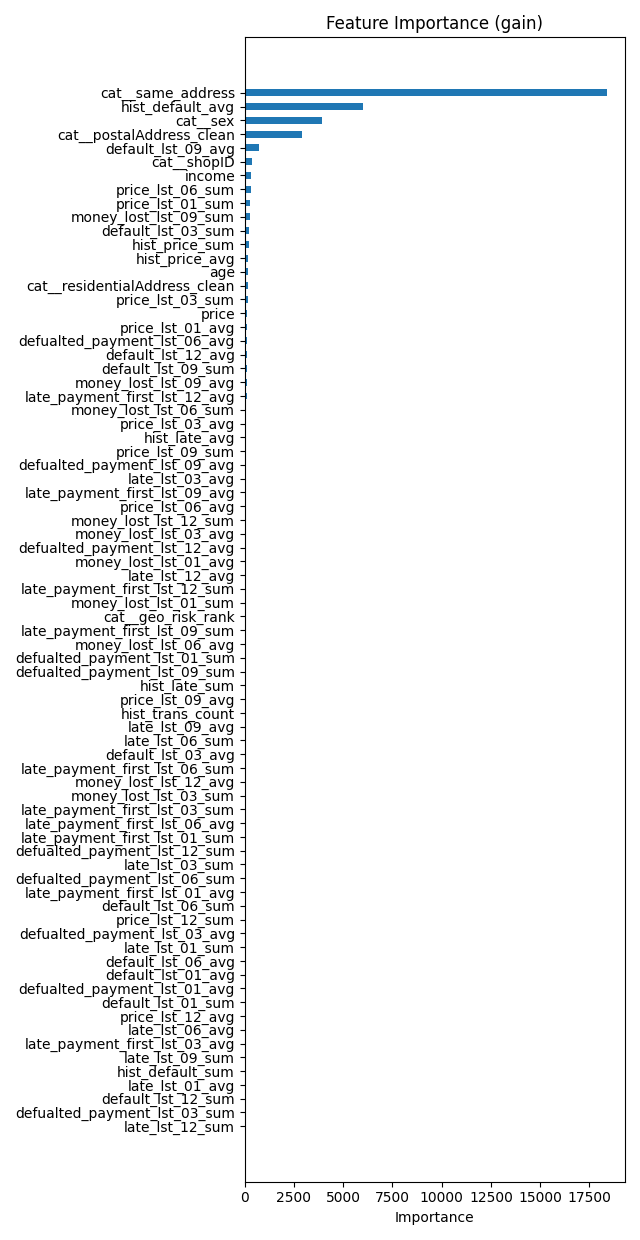 Feature Importance (gain)
cat__same_address
hist_default_avg
cat__sex
cat__postalAddress_clean
default_lst_09_avg
cat__shopID
income
price_lst_06_sum
price_lst_01_sum
money_lost_lst_09_sum
default_lst_03_sum
hist_price_sum
hist_price_avg
age
cat__residentialAddress_clean
price_lst_03_sum
price
price_lst_01_avg
defualted_payment_lst_06_avg
default_lst_12_avg
default_lst_09_sum
money_lost_lst_09_avg
late_payment_first_lst_12_avg
money_lost_lst_06_sum
price_lst_03_avg
hist_late_avg
price_lst_09_sum
defualted_payment_lst_09_avg
late_lst_03_avg
late_payment_first_lst_09_avg
price_lst_06_avg
money_lost_lst_12_sum
money_lost_lst_03_avg
defualted_payment_lst_12_avg
money_lost_lst_01_avg
late_lst_12_avg
late_payment_first_lst_12_sum
money_lost_lst_01_sum
cat__geo_risk_rank
late_payment_first_lst_09_sum
money_lost_lst_06_avg
defualted_payment_lst_01_sum
defualted_payment_lst_09_sum
hist_late_sum
price_lst_09_avg
hist_trans_count
late_lst_09_avg
late_lst_06_sum
default_lst_03_avg
late_payment_first_lst_06_sum
money_lost_lst_12_avg
money_lost_lst_03_sum
late_payment_first_lst_03_sum
late_payment_first_lst_06_avg
late_payment_first_lst_01_sum
defualted_payment_lst_12_sum
late_lst_03_sum
defualted_payment_lst_06_sum
late_payment_first_lst_01_avg
default_lst_06_sum
price_lst_12_sum
defualted_payment_lst_03_avg
late_lst_01_sum
default_lst_06_avg
default_lst_01_avg
defualted_payment_lst_01_avg
default_lst_01_sum
price_lst_12_avg
late_lst_06_avg
late_payment_first_lst_03_avg
late_lst_09_sum
hist_default_sum
late_lst_01_avg
default_lst_12_sum
defualted_payment_lst_03_sum
late_lst_12_sum
0 2500 5000 7500 10000 12500 15000 17500
Importance